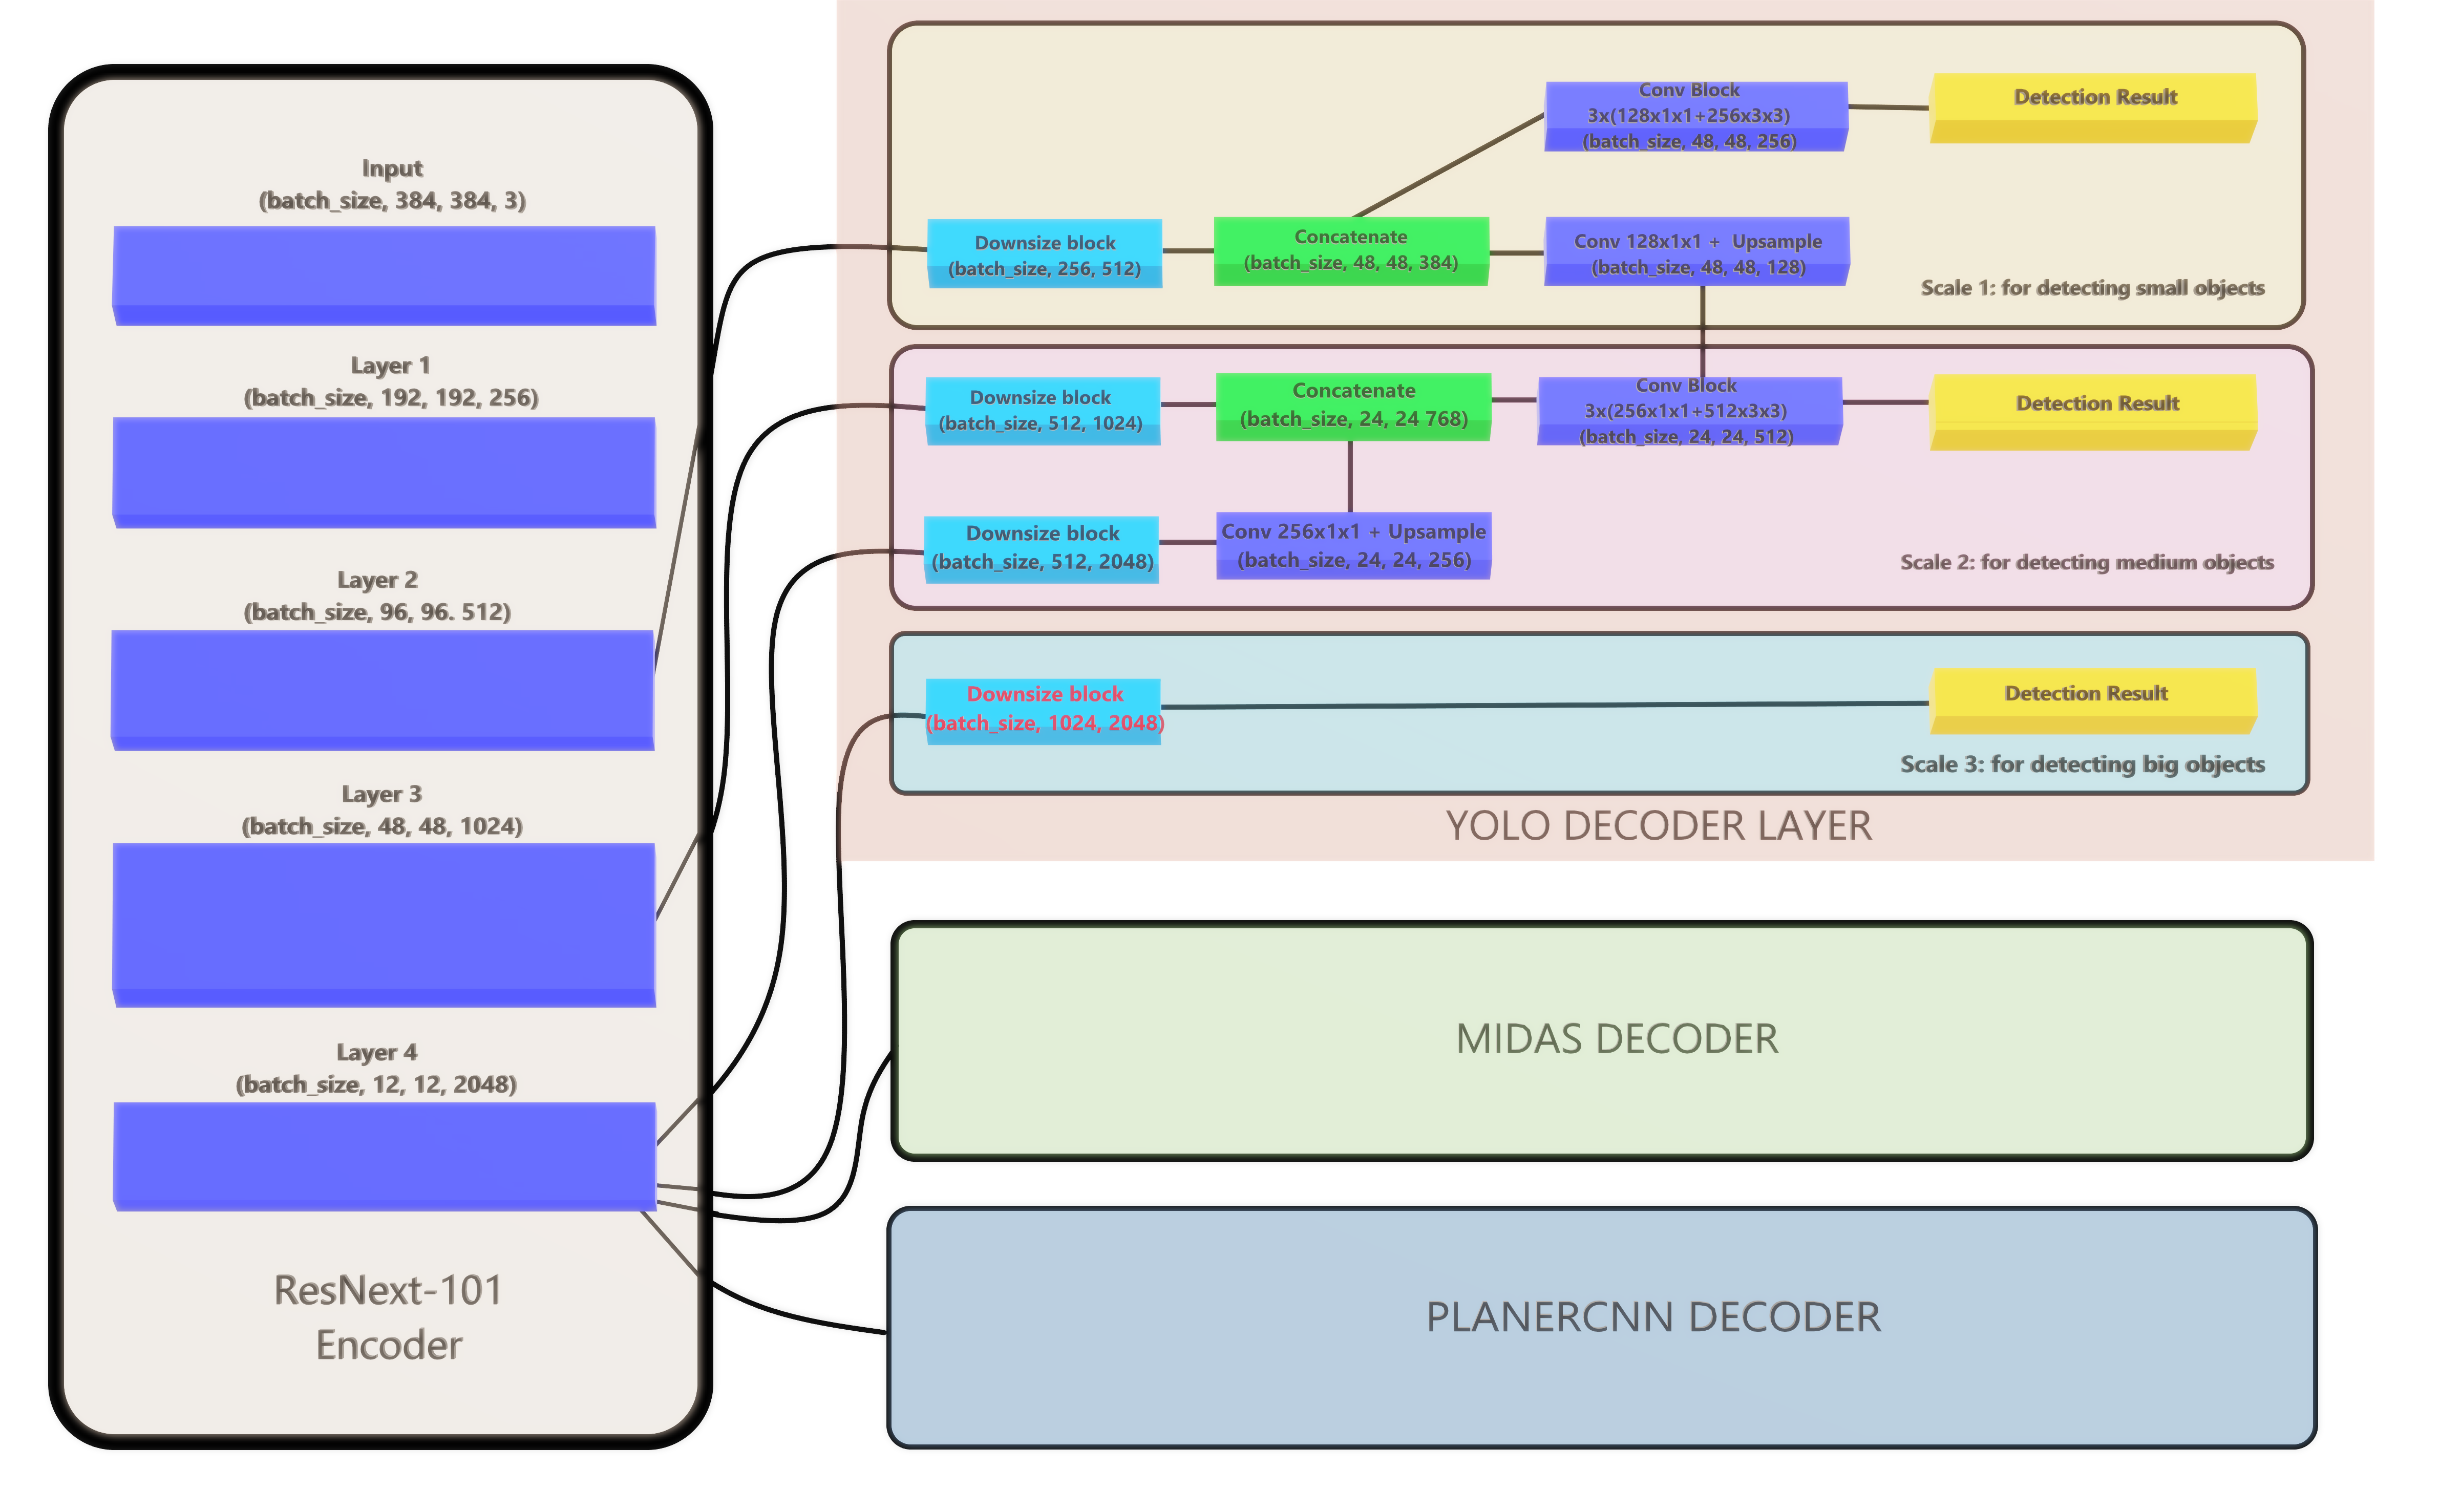 Input
(batch_size, 384, 384, 3)
Layer 1
(batch_size, 192, 192, 256)
Layer 2
(batch_size, 96, 96. 512)
Layer 3
(batch_size, 48, 48, 1024)
Layer 4
(batch_size, 12, 12, 2048)
ResNext-101
Encoder
Conv Block
3x(128x1x1+256x3x3)
(batch_size, 48, 48, 256)
Detection Result
Downsize block
(batch_size, 256, 512)
Concatenate
(batch_size, 48, 48, 384)
Conv 128x1x1 + Upsample
(batch_size, 48, 48, 128)
Scale 1: for detecting small objects
Downsize block
(batch_size, 512, 1024)
Concatenate
(batch_size, 24, 24 768)
Conv Block
3x(256x1x1+512x3x3)
(batch_size, 24, 24, 512)
Detection Result
Downsize block
(batch_size, 512, 2048)
Conv 256x1x1 + Upsample
(batch_size, 24, 24, 256)
Scale 2: for detecting medium objects
Downsize block
(batch_size, 1024, 2048)
Detection Result
Scale 3: for detecting big objects
YOLO DECODER LAYER
MIDAS DECODER
PLANERCNN DECODER